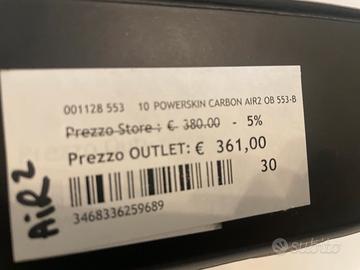 001128 553 10 POWERSKIN CARBON AIR2 OB 553-B
Prezzo Store : € 380.00 - 5%
Prezzo OUTLET: € 361,00
30
3468336259689
AiR2
subito